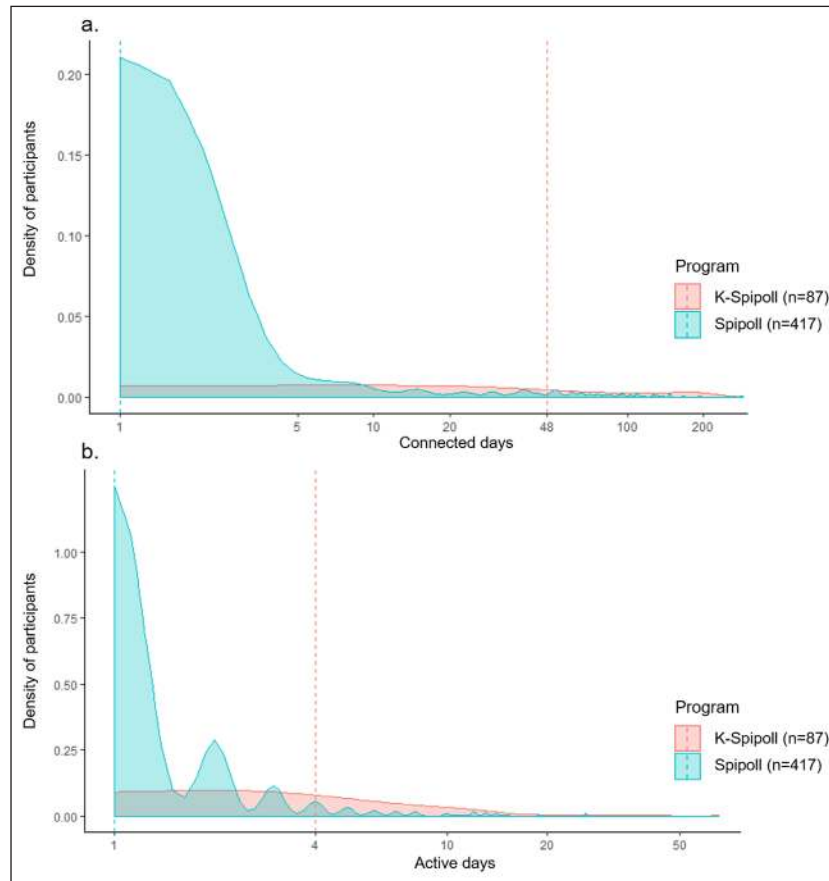 a.
Density of participants
0.20
0.15
0.10
0.05
0.00
1 5 10 20 48 100 200
Connected days
Program
K-Spipoll (n=87)
Spipoll (n=417)
b.
Density of participants
1.00
0.75
0.50
0.25
0.00
1 4 10 20 50
Active days
Program
K-Spipoll (n=87)
Spipoll (n=417)